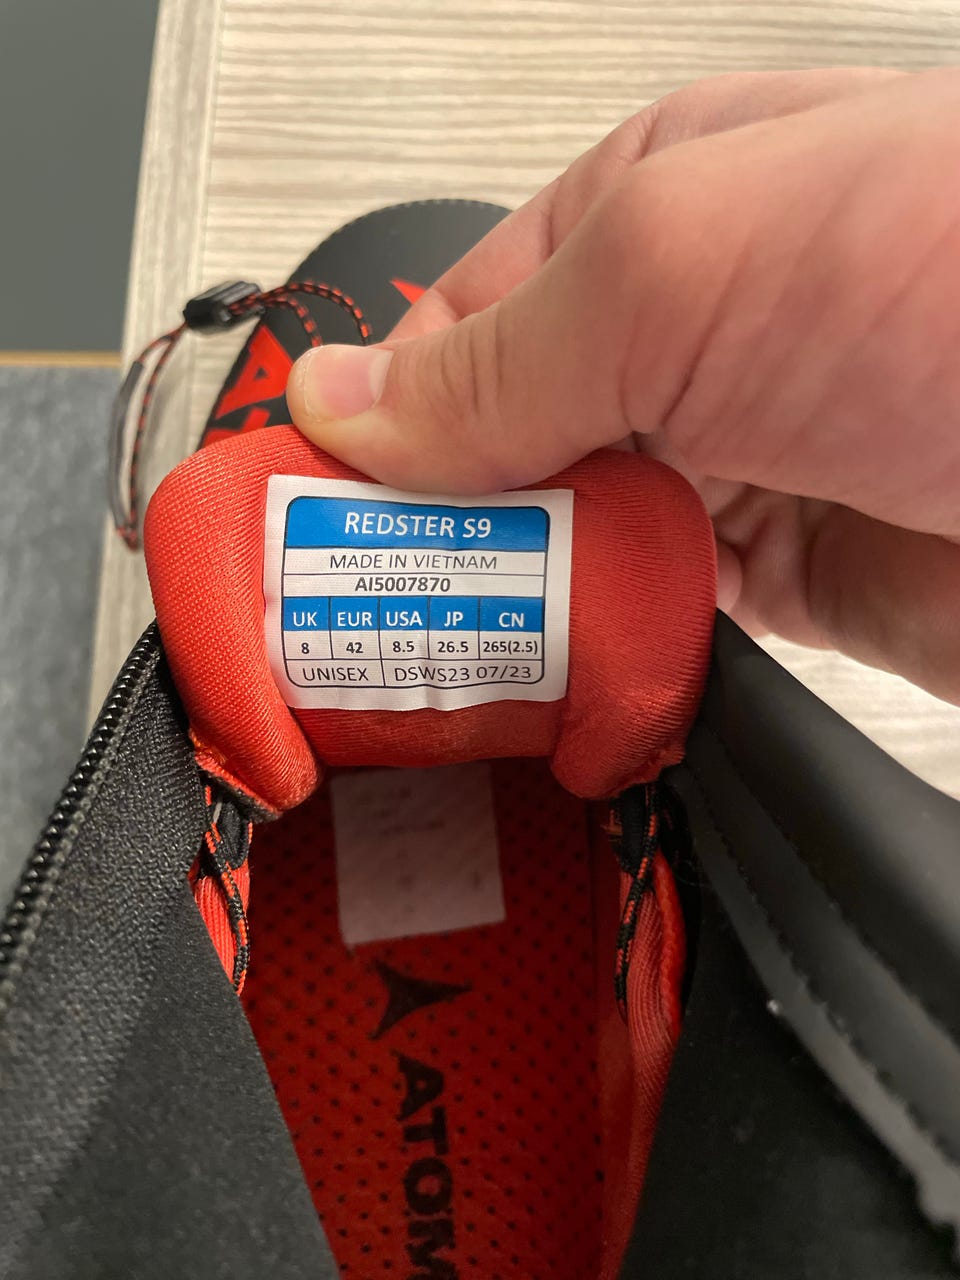 REDSTER S9
MADE IN VIETNAM
AI5007870
UK EUR USA JP CN
8 42 8.5 26.5 265(2.5)
UNISEX DSWS23 07/23
ATOM